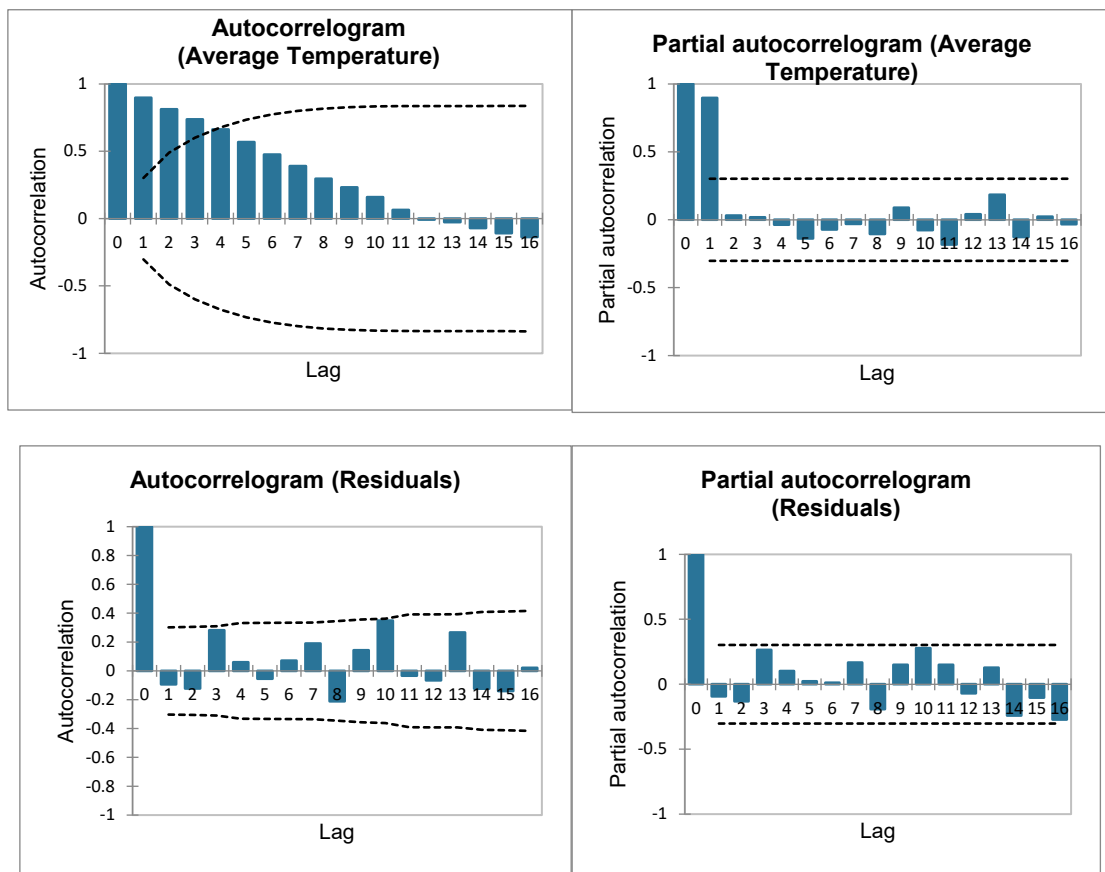 Autocorrelogram
(Average Temperature)
1
0.5
0
-0.5
-1
0 1 2 3 4 5 6 7 8 9 10 11 12 13 14 15 16
Autocorrelation
Lag
Partial autocorrelogram (Average
Temperature)
1
0.5
0
-0.5
-1
0 1 2 3 4 5 6 7 8 9 10 11 12 13 14 15 16
Partial autocorrelation
Lag
Autocorrelogram (Residuals)
1
0.8
0.6
0.4
0.2
0
-0.2
-0.4
-0.6
-0.8
-1
0 1 2 3 4 5 6 7 8 9 10 11 12 13 14 15 16
Autocorrelation
Lag
Partial autocorrelogram
(Residuals)
1
0.5
0
-0.5
-1
0 1 2 3 4 5 6 7 8 9 10 11 12 13 14 15 16
Partial autocorrelation
Lag